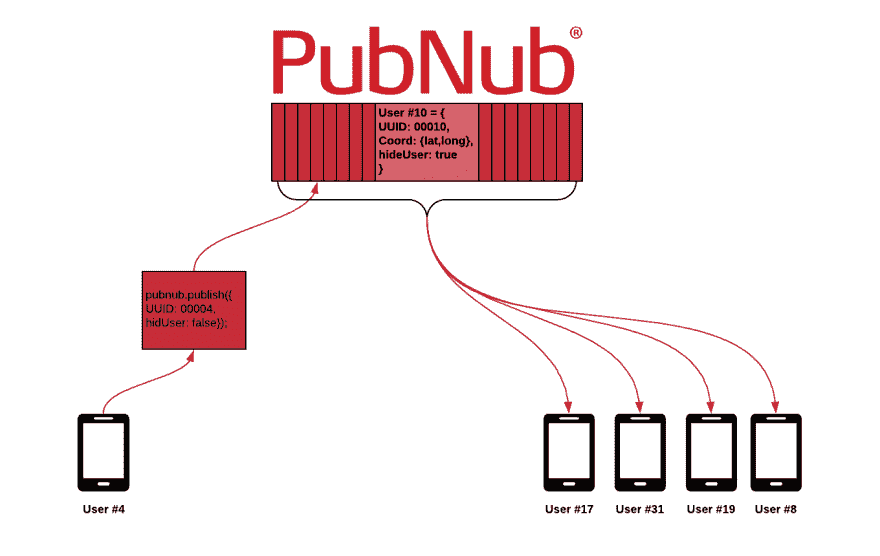 PubNub®
User #10 = {
UUID: 00010,
Coord: {lat,long},
hideUser: true
}
pubnub.publish({
UUID: 00004,
hidUser: false});
User #4
User #17
User #31
User #19
User #8